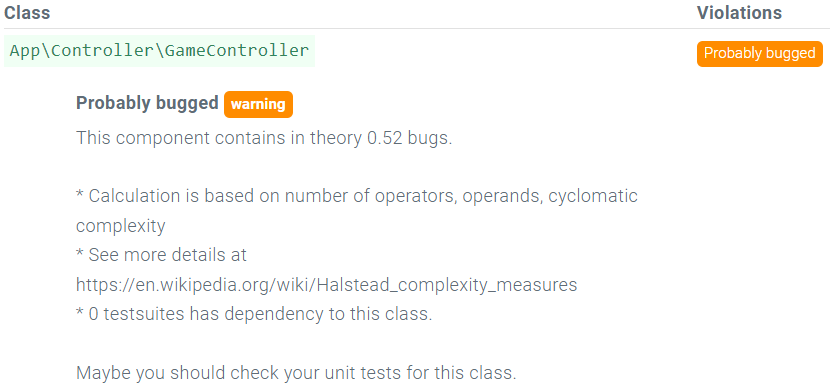 Class Violations
App\Controller\GameController Probably bugged
Probably bugged warning
This component contains in theory 0.52 bugs.
* Calculation is based on number of operators, operands, cyclomatic
complexity
* See more details at
https://en.wikipedia.org/wiki/Halstead_complexity_measures
* 0 testsuites has dependency to this class.
Maybe you should check your unit tests for this class.